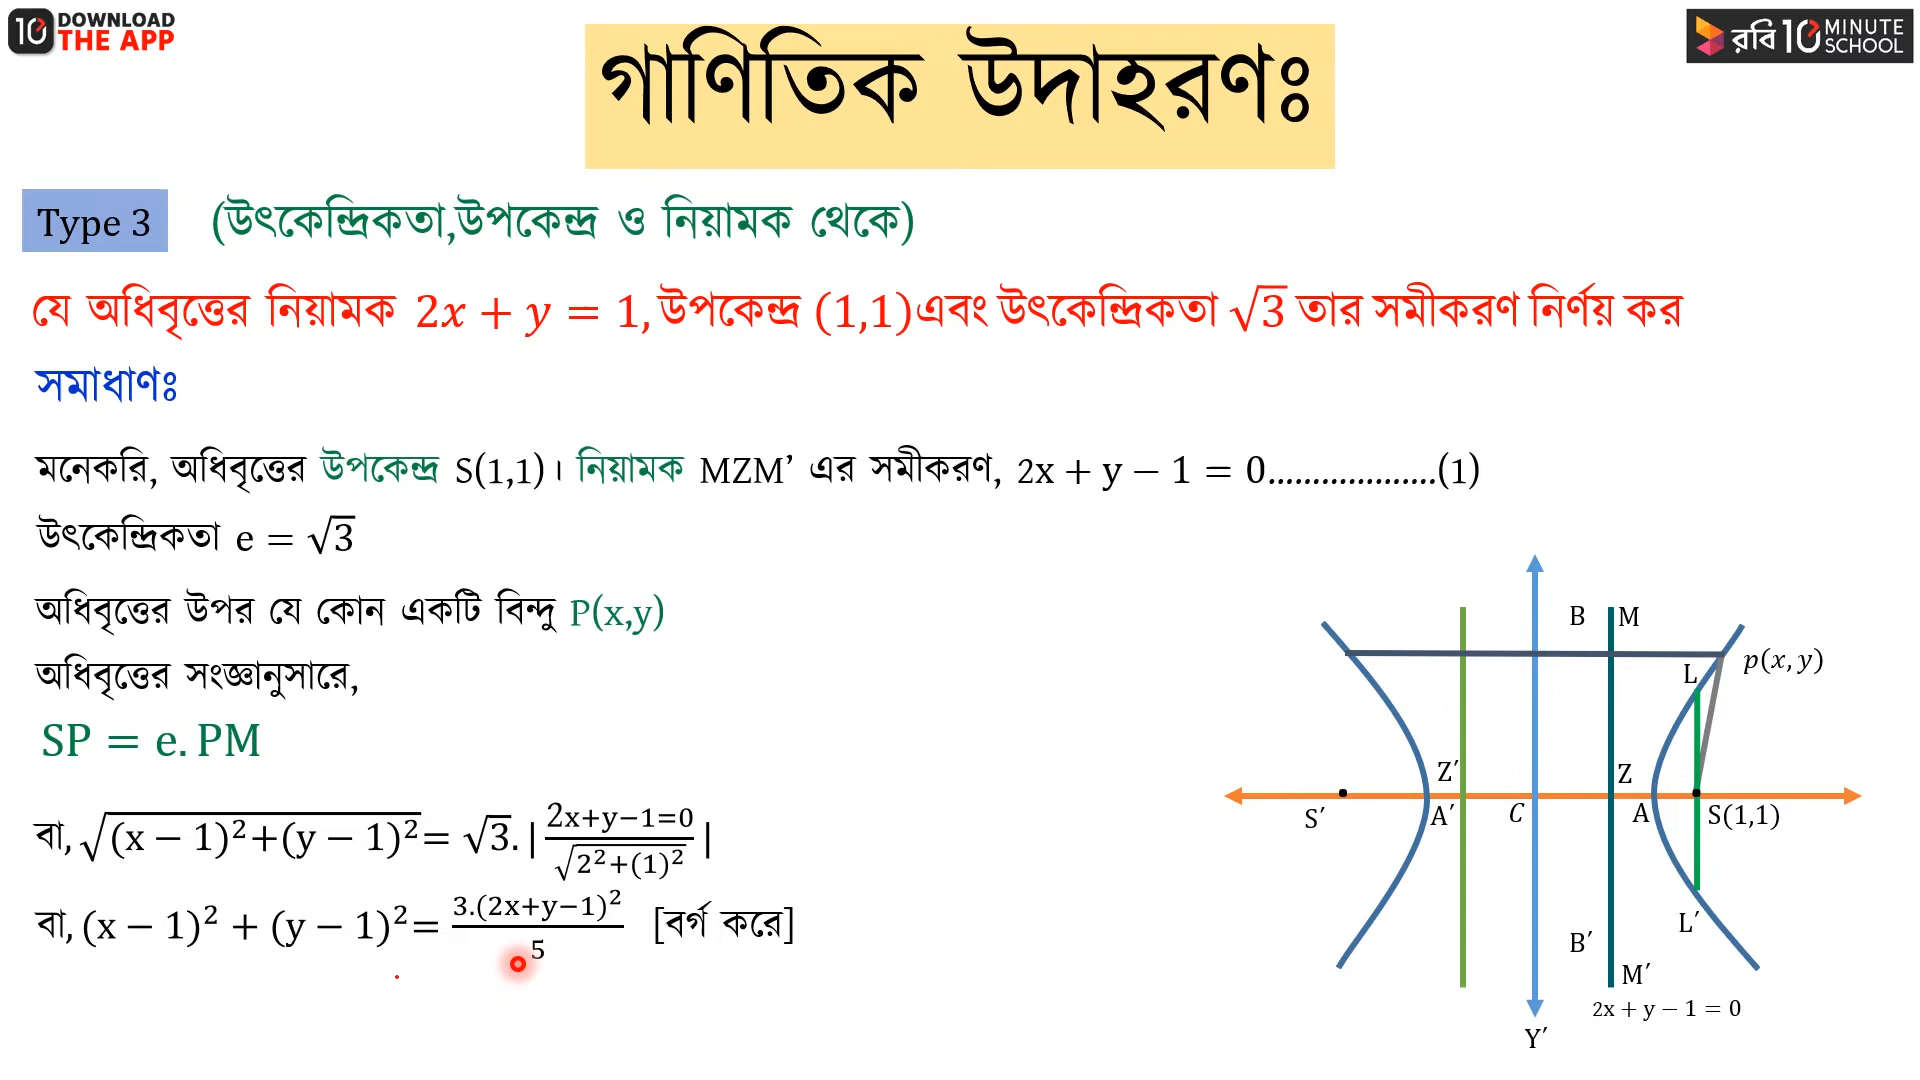 10 DOWNLOAD THE APP
রবি 10 MINUTE SCHOOL
গাণিতিক উদাহরণঃ
Type 3 (উৎকেন্দ্রিকতা,উপকেন্দ্র ও নিয়ামক থেকে)
যে অধিবৃত্তের নিয়ামক 2x + y = 1, উপকেন্দ্র (1,1)এবং উৎকেন্দ্রিকতা √3 তার সমীকরণ নির্ণয় কর
সমাধাণঃ
মনেকরি, অধিবৃত্তের উপকেন্দ্র S(1,1)। নিয়ামক MZM’ এর সমীকরণ, 2x + y − 1 = 0...................(1)
উৎকেন্দ্রিকতা e = √3
অধিবৃত্তের উপর যে কোন একটি বিন্দু P(x,y)
অধিবৃত্তের সংজ্ঞানুসারে,
SP = e. PM
বা, √((x − 1)²+(y − 1)²)= √3. |(2x+y−1=0)/√(2²+(1)²)|
বা, (x − 1)² + (y − 1)²= 3.(2x+y−1)²/5 [বর্গ করে]
B M
L p(x, y)
Z′ Z
S′ A′ C A S(1,1)
L′
B′
M′
2x + y − 1 = 0
Y′